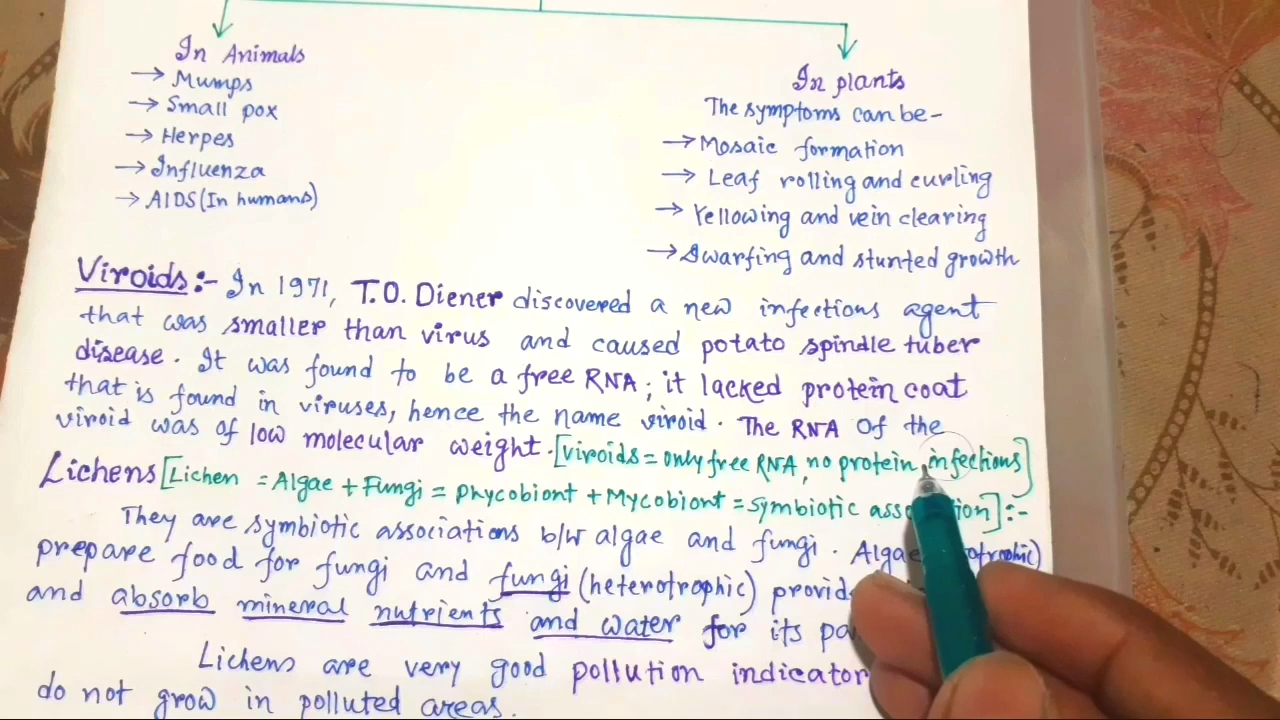 In Animals
→ Mumps
→ Small pox
→ Herpes
→ Influenza
→ AIDS (In humans)
In plants
The symptoms can be-
→ Mosaic formation
→ Leaf rolling and curling
→ Yellowing and vein clearing
→ Dwarfing and stunted growth
Viroids :- In 1971, T.O. Diener discovered a new infections agent
that was smaller than virus and caused potato spindle tuber
disease. It was found to be a free RNA; it lacked protein coat
that is found in viruses, hence the name viroid. The RNA of the
viroid was of low molecular weight. [Viroids = only free RNA, no protein, infections]
Lichens [Lichen = Algae + Fungi = Phycobiont + Mycobiont = Symbiotic ] :-
They are symbiotic associations b/w algae and fungi. Algae
prepare food for fungi and fungi (heterotrophic)
and absorb mineral nutrients and water for its
Lichens are very good pollution indicator
do not grow in polluted areas.